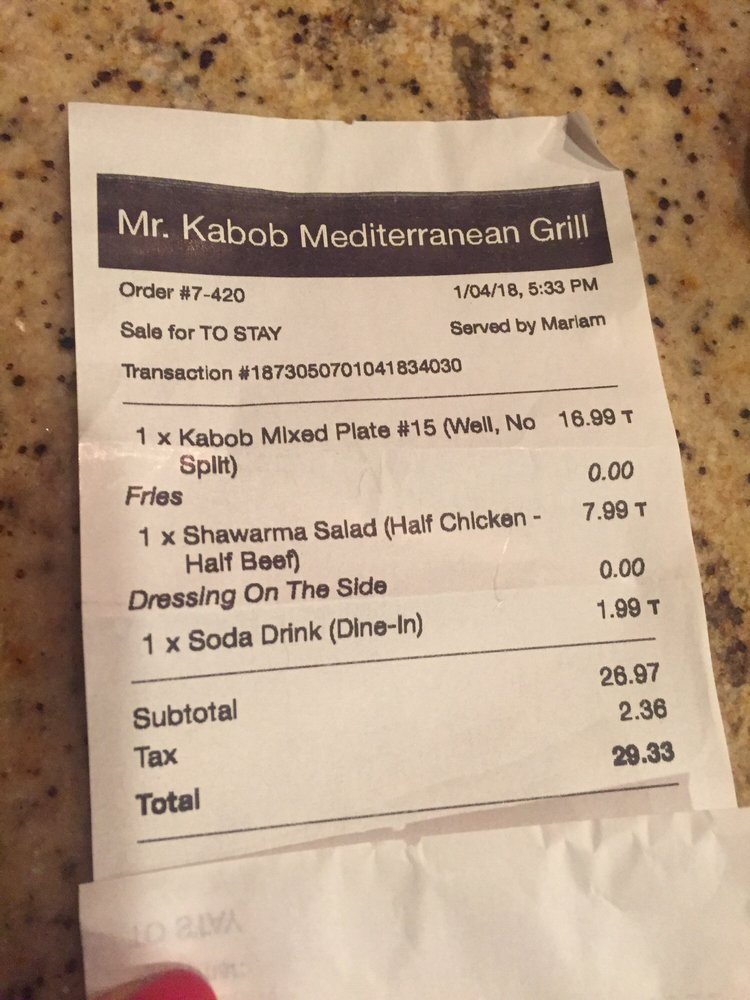 Mr. Kabob Mediterranean Grill
Order #7-420 1/04/18, 5:33 PM
Sale for TO STAY Served by Mariam
Transaction #1873050701041834030
1 x Kabob Mixed Plate #15 (Well, No 16.99 T
Split)
Fries 0.00
1 x Shawarma Salad (Half Chicken - 7.99 T
Half Beef)
Dressing On The Side 0.00
1 x Soda Drink (Dine-In) 1.99 T
Subtotal 26.97
Tax 2.36
Total 29.33
TO STAY